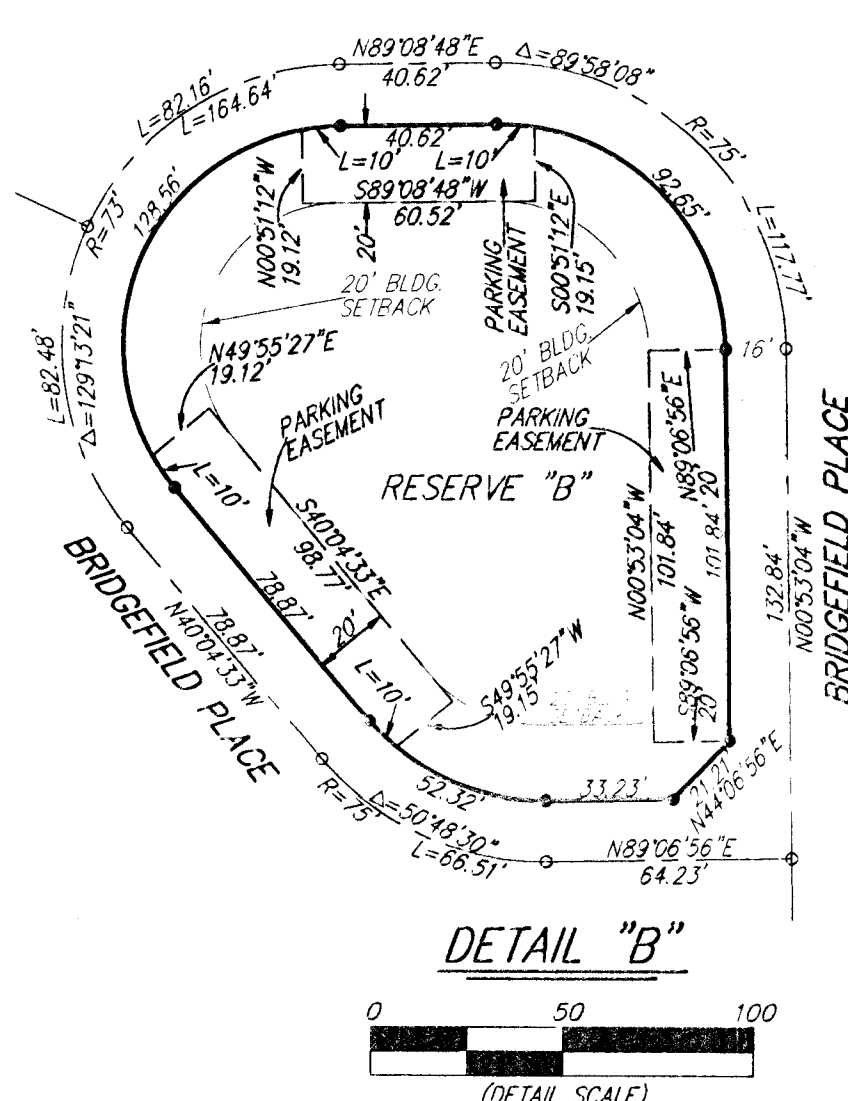 N89°08'48"E
40.62'
Δ=89°58'08"
L=82.16'
L=164.64'
R=75'
40.62'
L=10'
L=10'
128.56'
92.65'
R=73'
N00°51'12"W
19.12'
S89°08'48"W
60.52'
20'
S00°51'12"E
19.15'
PARKING
EASEMENT
L=117.77'
20' BLDG.
SETBACK
20' BLDG.
SETBACK
16'
L=82.48'
Δ=129°13'21"
N49°55'27"E
19.12'
PARKING
EASEMENT
PARKING
EASEMENT
N89°06'56"E
20'
RESERVE "B"
L=10'
S40°04'33"E
98.77'
N00°53'04"W
101.84'
101.84'
BRIDGEFIELD PLACE
132.84'
N00°53'04"W
BRIDGEFIELD PLACE
78.87'
N40°04'33"W
78.87'
20'
L=10'
S49°55'27"W
19.15'
S89°06'56"W
20'
52.32'
33.23'
21.21'
N44°06'56"E
R=75'
Δ=50°48'30"
L=66.51'
N89°06'56"E
64.23'
DETAIL "B"
0 50 100
(DETAIL SCALE)